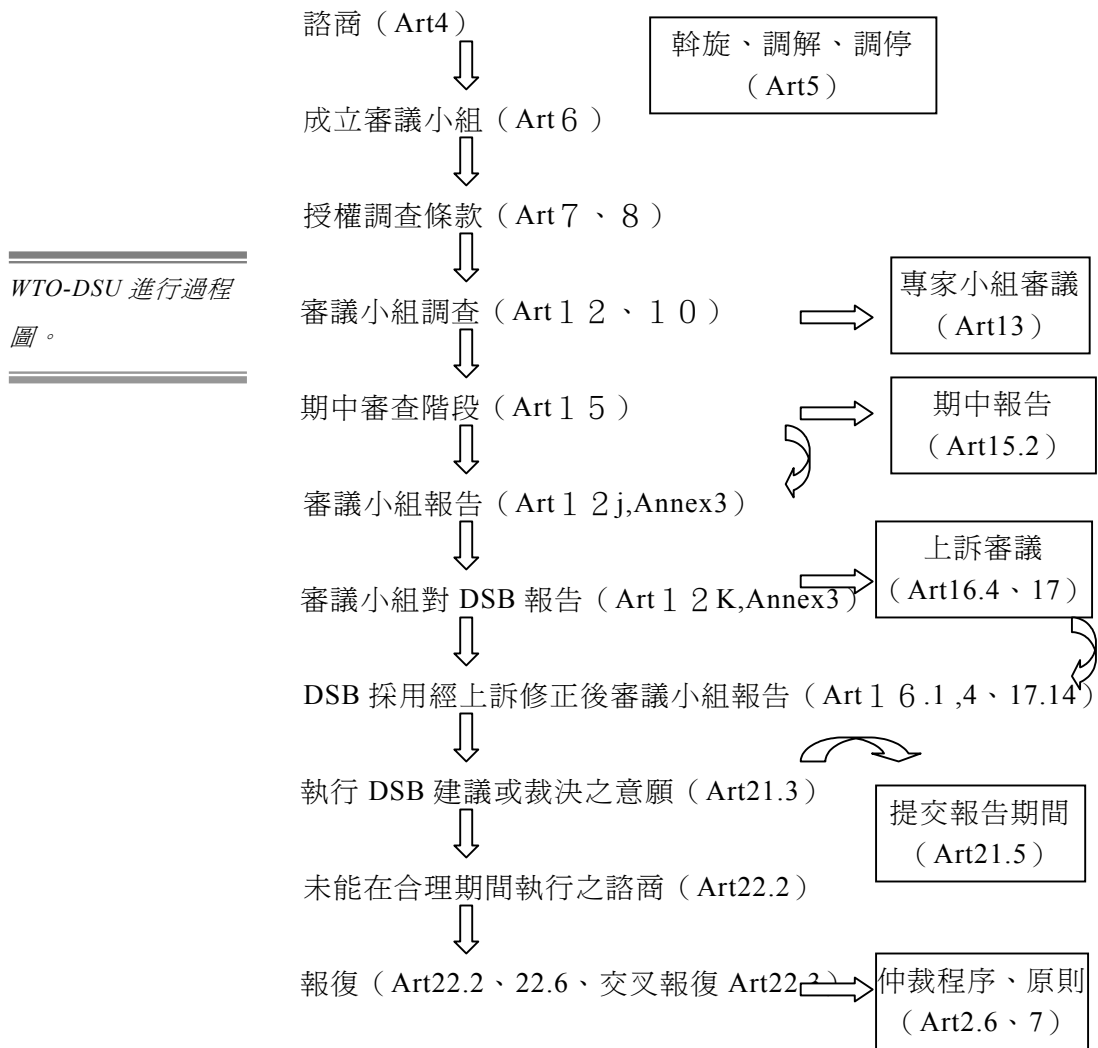 諮商（Art4）
斡旋、調解、調停
（Art5）
成立審議小組（Art６）
授權調查條款（Art７、８）
WTO-DSU 進行過程
圖。
審議小組調查（Art１２、１０）
專家小組審議
（Art13）
期中審查階段（Art１５）
期中報告
（Art15.2）
審議小組報告（Art１２j,Annex3）
上訴審議
（Art16.4、17）
審議小組對 DSB 報告（Art１２K,Annex3）
DSB 採用經上訴修正後審議小組報告（Art１６.1 ,4、17.14）
執行 DSB 建議或裁決之意願（Art21.3）
提交報告期間
（Art21.5）
未能在合理期間執行之諮商（Art22.2）
報復（Art22.2、22.6、交叉報復 Art22.3）
仲裁程序、原則
（Art2.6、7）